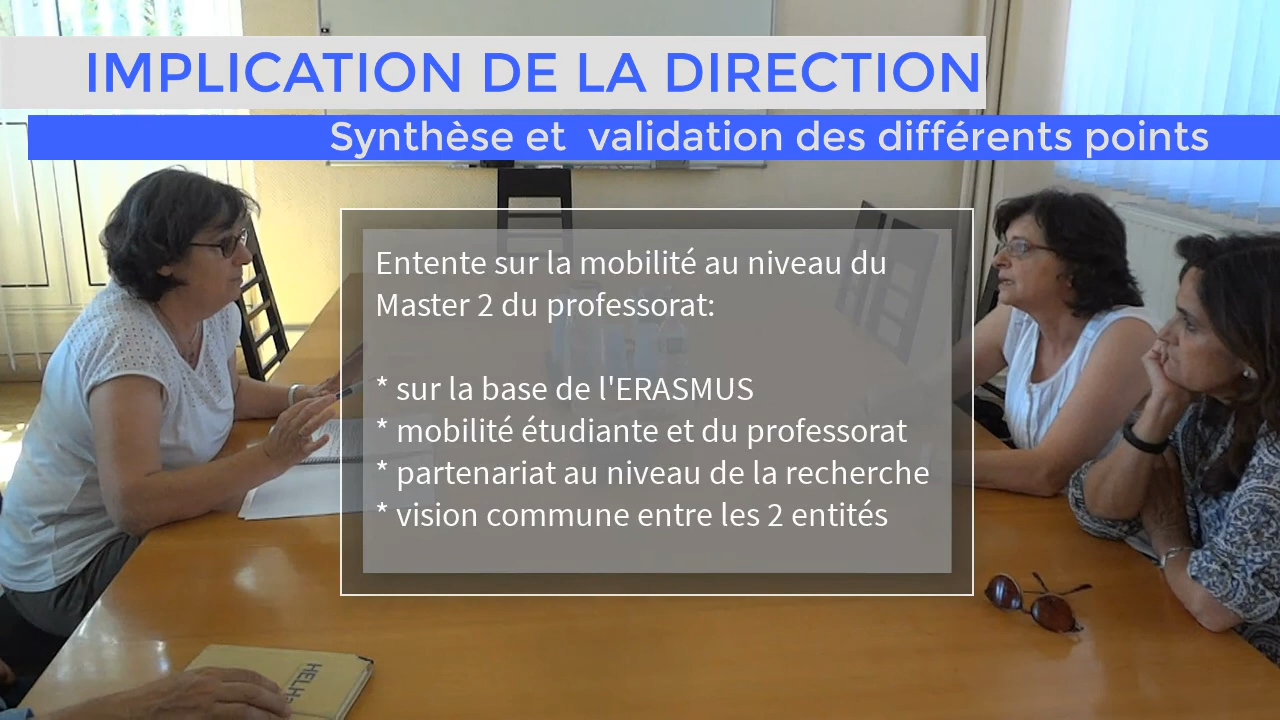 IMPLICATION DE LA DIRECTION
Synthèse et  validation des différents points
Entente sur la mobilité au niveau du
Master 2 du professorat:
* sur la base de l'ERASMUS
* mobilité étudiante et du professorat
* partenariat au niveau de la recherche
* vision commune entre les 2 entités